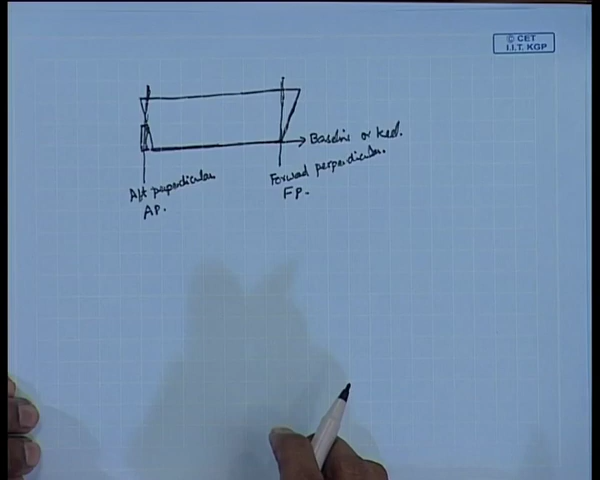 © CET
I.I.T. KGP
Baseline or keel.
Aft perpendicular
AP.
Forward perpendicular.
FP.